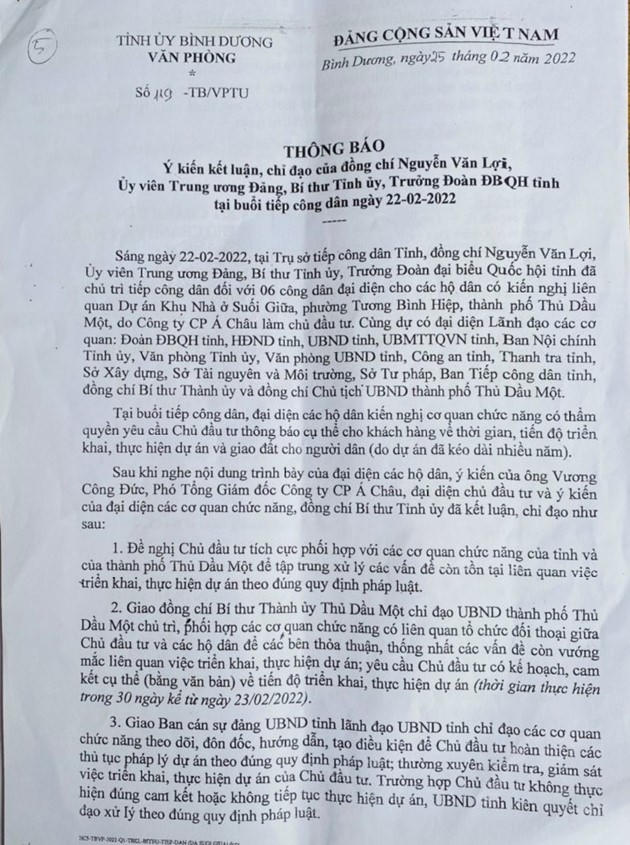 5
TỈNH ỦY BÌNH DƯƠNG
VĂN PHÒNG
*
Số 119 -TB/VPTU
ĐẢNG CỘNG SẢN VIỆT NAM
Bình Dương, ngày 25 tháng 02 năm 2022
THÔNG BÁO
Ý kiến kết luận, chỉ đạo của đồng chí Nguyễn Văn Lợi,
Ủy viên Trung ương Đảng, Bí thư Tỉnh ủy, Trưởng Đoàn ĐBQH tỉnh
tại buổi tiếp công dân ngày 22-02-2022
-----
Sáng ngày 22-02-2022, tại Trụ sở tiếp công dân Tỉnh, đồng chí Nguyễn Văn Lợi,
Ủy viên Trung ương Đảng, Bí thư Tỉnh ủy, Trưởng Đoàn đại biểu Quốc hội tỉnh đã
chủ trì tiếp công dân đối với 06 công dân đại diện cho các hộ dân có kiến nghị liên
quan Dự án Khu Nhà ở Suối Giữa, phường Tương Bình Hiệp, thành phố Thủ Dầu
Một, do Công ty CP Á Châu làm chủ đầu tư. Cùng dự có đại diện Lãnh đạo các cơ
quan: Đoàn ĐBQH tỉnh, HĐND tỉnh, UBND tỉnh, UBMTTQVN tỉnh, Ban Nội chính
Tỉnh ủy, Văn phòng Tỉnh ủy, Văn phòng UBND tỉnh, Công an tỉnh, Thanh tra tỉnh,
Sở Xây dựng, Sở Tài nguyên và Môi trường, Sở Tư pháp, Ban Tiếp công dân tỉnh,
đồng chí Bí thư Thành ủy và đồng chí Chủ tịch UBND thành phố Thủ Dầu Một.
Tại buổi tiếp công dân, đại diện các hộ dân kiến nghị cơ quan chức năng có thẩm
quyền yêu cầu Chủ đầu tư thông báo cụ thể cho khách hàng về thời gian, tiến độ triển
khai, thực hiện dự án và giao đất cho người dân (do dự án đã kéo dài nhiều năm).
Sau khi nghe nội dung trình bày của đại diện các hộ dân, ý kiến của ông Vương
Công Đức, Phó Tổng Giám đốc Công ty CP Á Châu, đại diện chủ đầu tư và ý kiến
của đại diện các cơ quan chức năng, đồng chí Bí thư Tỉnh ủy đã kết luận, chỉ đạo như
sau:
1. Đề nghị Chủ đầu tư tích cực phối hợp với các cơ quan chức năng của tỉnh và
của thành phố Thủ Dầu Một để tập trung xử lý các vấn đề còn tồn tại liên quan việc
triển khai, thực hiện dự án theo đúng quy định pháp luật.
2. Giao đồng chí Bí thư Thành ủy Thủ Dầu Một chỉ đạo UBND thành phố Thủ
Dầu Một chủ trì, phối hợp các cơ quan chức năng có liên quan tổ chức đối thoại giữa
Chủ đầu tư và các hộ dân để các bên thỏa thuận, thống nhất các vấn đề còn vướng
mắc liên quan việc triển khai, thực hiện dự án; yêu cầu Chủ đầu tư có kế hoạch, cam
kết cụ thể (bằng văn bản) về tiến độ triển khai, thực hiện dự án (thời gian thực hiện
trong 30 ngày kể từ ngày 23/02/2022).
3. Giao Ban cán sự đảng UBND tỉnh lãnh đạo UBND tỉnh chỉ đạo các cơ quan
chức năng theo dõi, đôn đốc, hướng dẫn, tạo điều kiện để Chủ đầu tư hoàn thiện các
thủ tục pháp lý dự án theo đúng quy định pháp luật; thường xuyên kiểm tra, giám sát
việc triển khai, thực hiện dự án của Chủ đầu tư. Trường hợp Chủ đầu tư không thực
hiện đúng cam kết hoặc không tiếp tục thực hiện dự án, UBND tỉnh kiên quyết chỉ
đạo xử lý theo đúng quy định pháp luật.